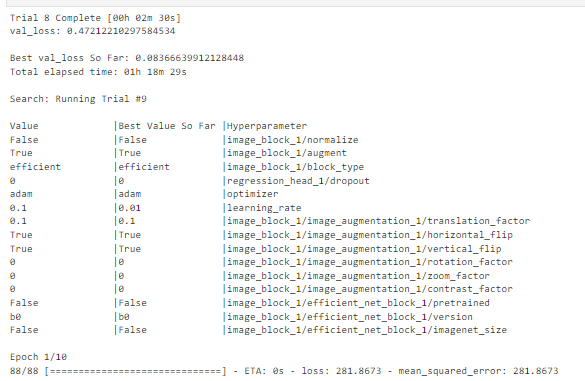 Trial 8 Complete [00h 02m 30s]
val_loss: 0.47212210297584534
Best val_loss So Far: 0.08366639912128448
Total elapsed time: 01h 18m 29s
Search: Running Trial #9
Value |Best Value So Far |Hyperparameter
False |False |image_block_1/normalize
True |True |image_block_1/augment
efficient |efficient |image_block_1/block_type
0 |0 |regression_head_1/dropout
adam |adam |optimizer
0.1 |0.01 |learning_rate
0.1 |0.1 |image_block_1/image_augmentation_1/translation_factor
True |True |image_block_1/image_augmentation_1/horizontal_flip
True |True |image_block_1/image_augmentation_1/vertical_flip
0 |0 |image_block_1/image_augmentation_1/rotation_factor
0 |0 |image_block_1/image_augmentation_1/zoom_factor
0 |0 |image_block_1/image_augmentation_1/contrast_factor
False |False |image_block_1/efficient_net_block_1/pretrained
b0 |b0 |image_block_1/efficient_net_block_1/version
False |False |image_block_1/efficient_net_block_1/imagenet_size
Epoch 1/10
88/88 [==============================] - ETA: 0s - loss: 281.8673 - mean_squared_error: 281.8673